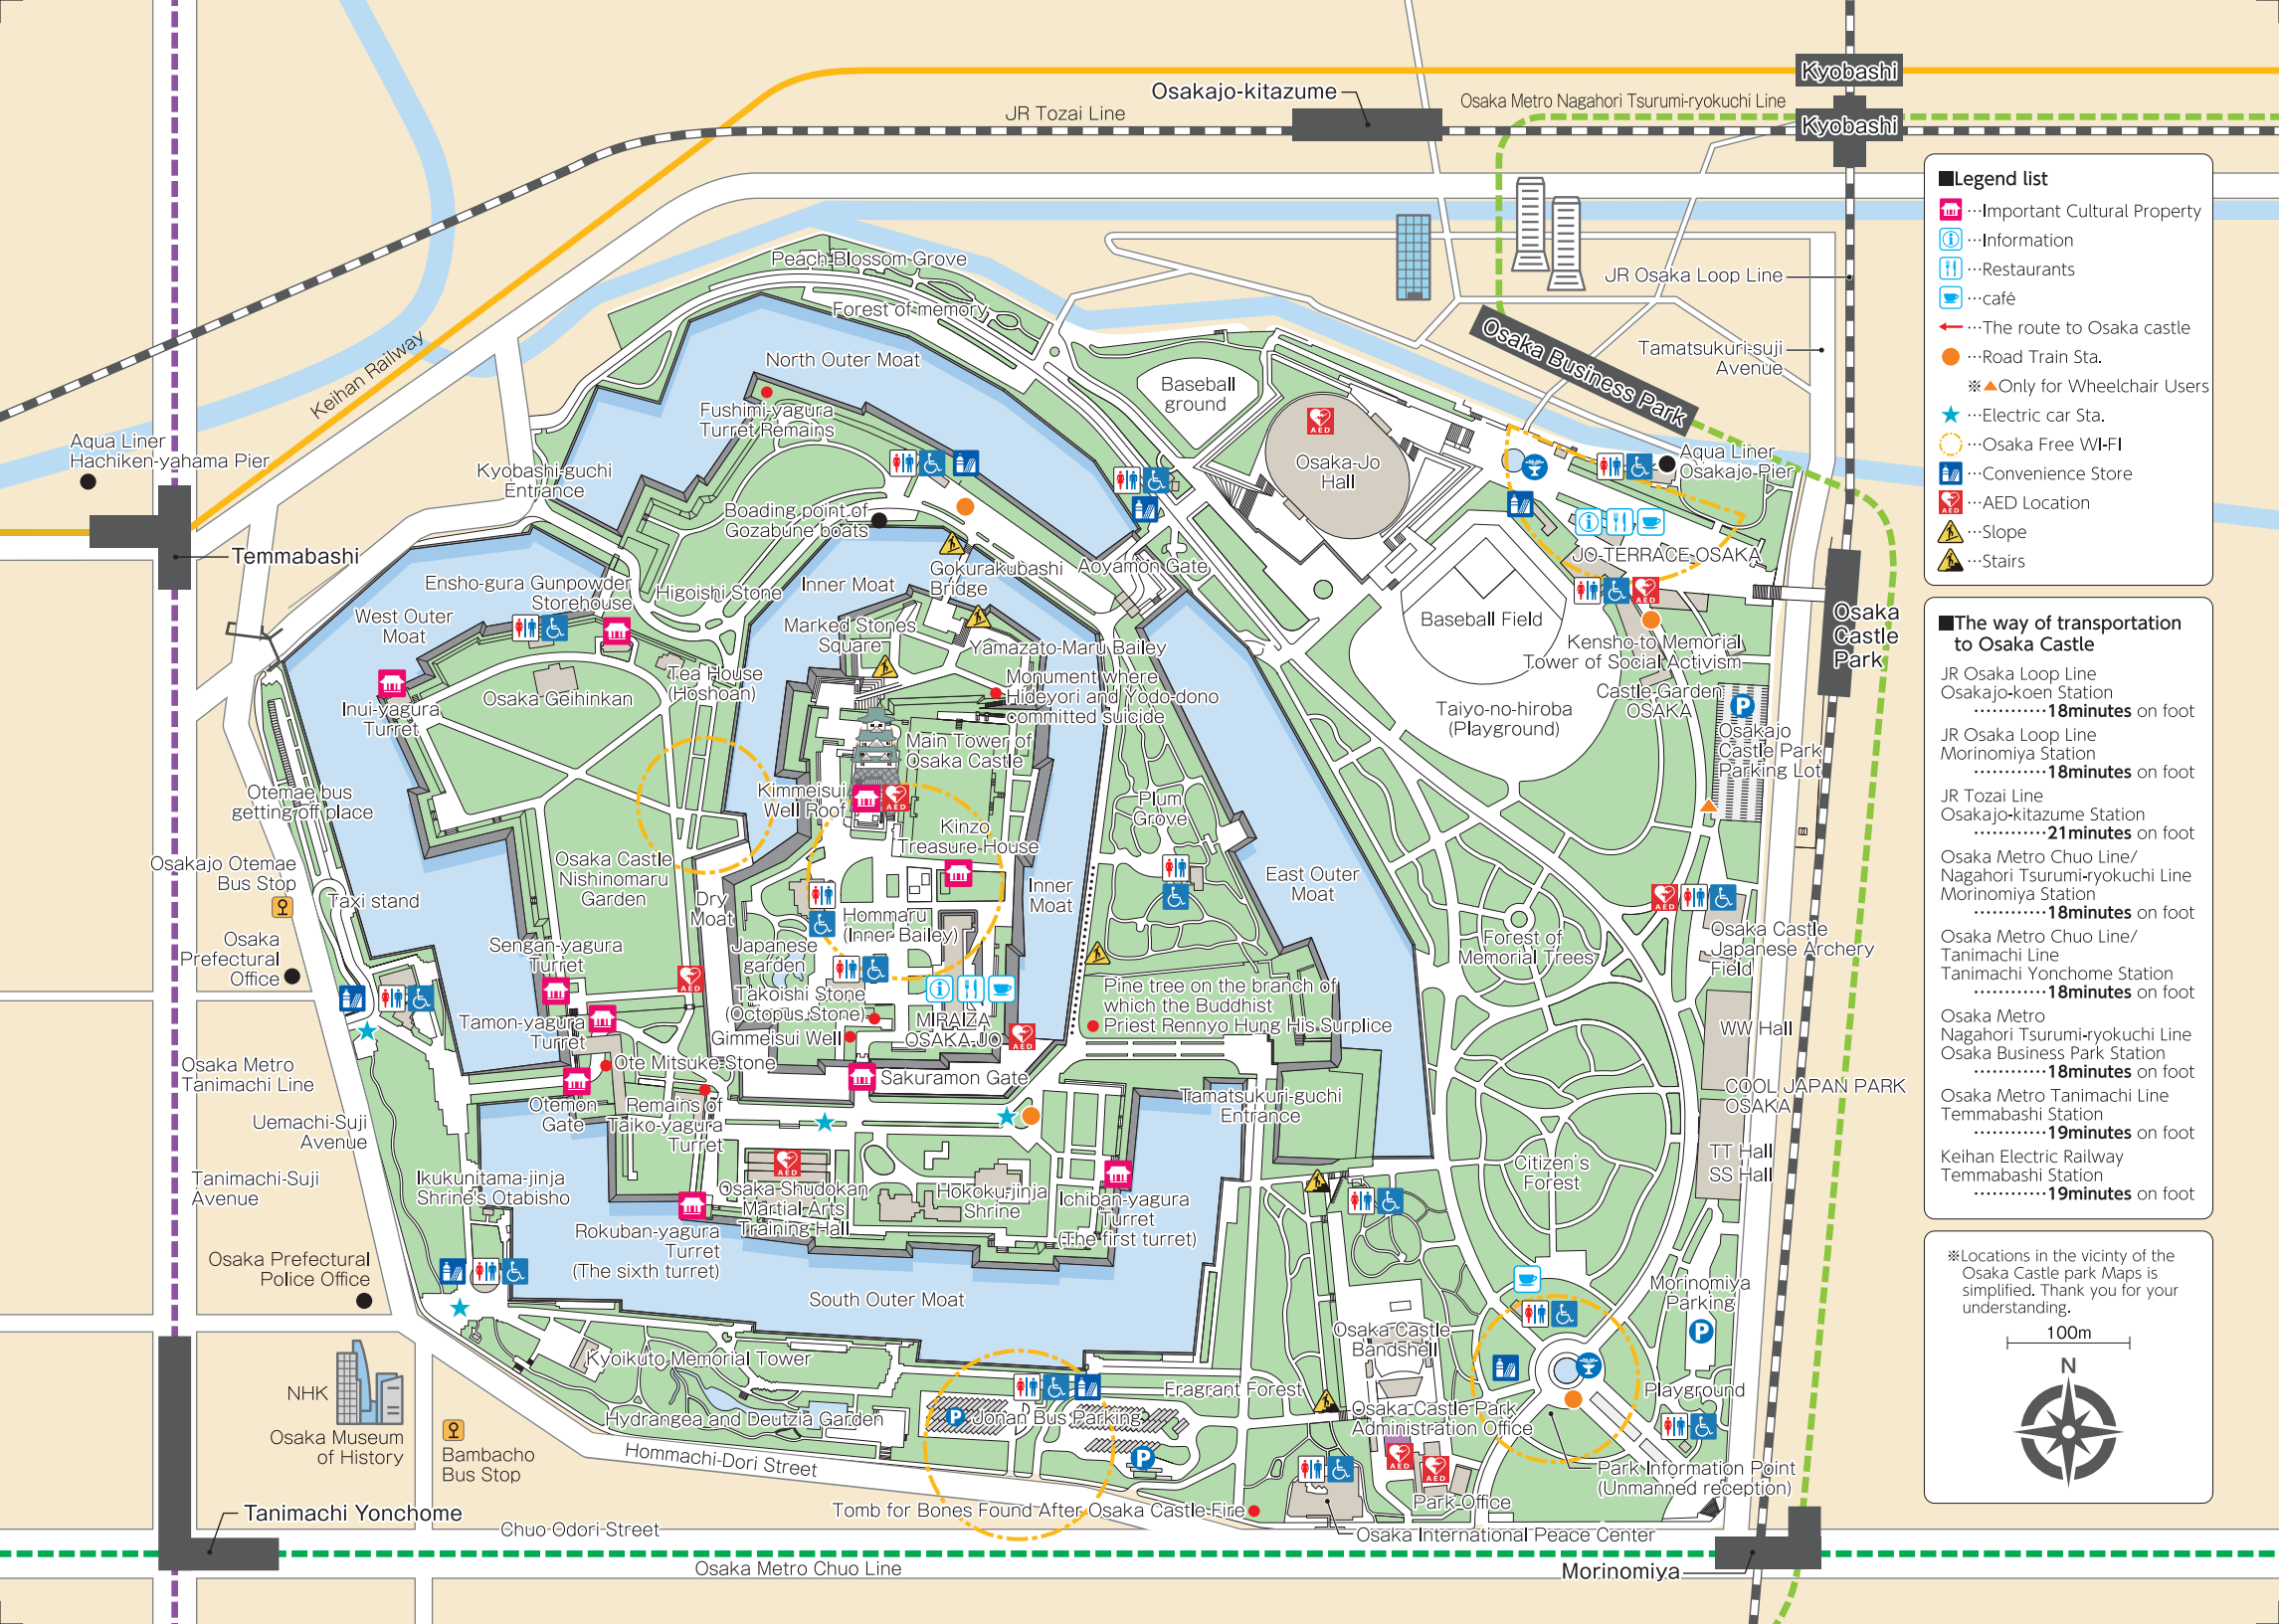 Kyobashi
Osakajo-kitazume
Osaka Metro Nagahori Tsurumi-ryokuchi Line
JR Tozai Line
Kyobashi
Peach Blossom Grove
JR Osaka Loop Line
Forest of memory
Keihan Railway
North Outer Moat
Osaka Business Park
Tamatsukuri-suji
Avenue
Baseball
ground
Fushimi-yagura
Turret Remains
AED
Aqua Liner
Hachiken-yahama Pier
Kyobashi-guchi
Entrance
Osaka-Jo
Hall
Aqua Liner
Osakajo-Pier
Boading point of
Gozabune boats
Temmabashi
JO-TERRACE OSAKA
Ensho-gura Gunpowder
Storehouse
Higoishi Stone
Inner Moat
Gokurakubashi
Bridge
Aoyamon Gate
AED
West Outer
Moat
Marked Stones
Square
Baseball Field
Osaka
Castle
Park
Yamazato-Maru Bailey
Kensho-to Memorial
Tower of Social Activism
Tea House
(Hoshoan)
Osaka Geihinkan
Monument where
Hideyori and Yodo-dono
committed suicide
Castle Garden
OSAKA
P
Inui-yagura
Turret
Taiyo-no-hiroba
(Playground)
Main Tower of
Osaka Castle
Osakajo
Castle Park
Parking Lot
Otemae bus
getting off place
Kimmeisui
Well Roof
AED
Plum
Grove
Kinzo
Treasure House
Osakajo Otemae
Bus Stop
Osaka Castle
Nishinomaru
Garden
East Outer
Moat
Taxi stand
Dry
Moat
Inner
Moat
AED
Hommaru
(Inner Bailey)
Osaka
Prefectural
Office
Sengan-yagura
Turret
Japanese
garden
Forest of
Memorial Trees
Osaka Castle
Japanese Archery
Field
AED
Takoishi Stone
(Octopus Stone)
Pine tree on the branch of
which the Buddhist
Priest Rennyo Hung His Surplice
Tamon-yagura
Turret
MIRAIZA
OSAKA-JO
Gimmeisui Well
AED
WW Hall
Osaka Metro
Tanimachi Line
Ote Mitsuke-Stone
Sakuramon Gate
COOL JAPAN PARK
OSAKA
Otemon
Gate
Remains of
Taiko-yagura
Turret
Tamatsukuri-guchi
Entrance
Uemachi-Suji
Avenue
TT Hall
SS Hall
AED
Citizen's
Forest
Tanimachi-Suji
Avenue
Ikukunitama-jinja
Shrine's Otabisho
Osaka Shudokan
Martial Arts
Training Hall
Hokoku-jinja
Shrine
Ichiban-yagura
Turret
(The first turret)
Rokuban-yagura
Turret
(The sixth turret)
Osaka Prefectural
Police Office
South Outer Moat
Morinomiya
Parking
P
Osaka Castle
Bandshell
Kyoikuto Memorial Tower
NHK
Fragrant Forest
Playground
Osaka Museum
of History
Hydrangea and Deutzia Garden
P
Jonan Bus Parking
Osaka Castle Park
Administration Office
Bambacho
Bus Stop
Hommachi-Dori Street
P
AED
AED
Park Information Point
(Unmanned reception)
Park Office
Tanimachi Yonchome
Tomb for Bones Found After Osaka Castle Fire
Chuo Odori Street
Osaka International Peace Center
Osaka Metro Chuo Line
Morinomiya
■Legend list
…Important Cultural Property
…Information
…Restaurants
…café
…The route to Osaka castle
…Road Train Sta.
※▲Only for Wheelchair Users
…Electric car Sta.
…Osaka Free WI-FI
…Convenience Store
AED …AED Location
…Slope
…Stairs
■The way of transportation
to Osaka Castle
JR Osaka Loop Line
Osakajo-koen Station
…………18minutes on foot
JR Osaka Loop Line
Morinomiya Station
…………18minutes on foot
JR Tozai Line
Osakajo-kitazume Station
…………21minutes on foot
Osaka Metro Chuo Line/
Nagahori Tsurumi-ryokuchi Line
Morinomiya Station
…………18minutes on foot
Osaka Metro Chuo Line/
Tanimachi Line
Tanimachi Yonchome Station
…………18minutes on foot
Osaka Metro
Nagahori Tsurumi-ryokuchi Line
Osaka Business Park Station
…………18minutes on foot
Osaka Metro Tanimachi Line
Temmabashi Station
…………19minutes on foot
Keihan Electric Railway
Temmabashi Station
…………19minutes on foot
※Locations in the vicinty of the
Osaka Castle park Maps is
simplified. Thank you for your
understanding.
100m
N